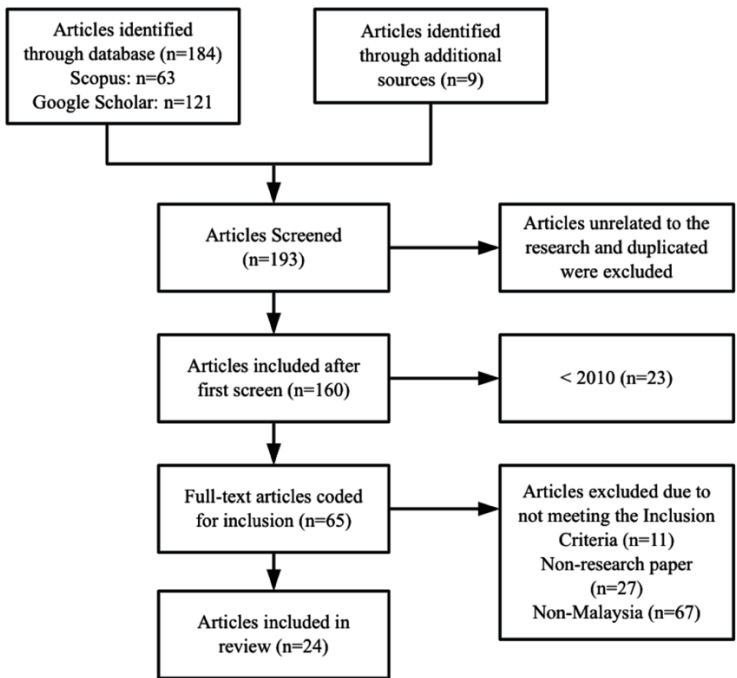 Articles identified
through database (n=184)
Scopus: n=63
Google Scholar: n=121
Articles identified
through additional
sources (n=9)
Articles Screened
(n=193)
Articles unrelated to the
research and duplicated
were excluded
Articles included after
first screen (n=160)
< 2010 (n=23)
Full-text articles coded
for inclusion (n=65)
Articles excluded due to
not meeting the Inclusion
Criteria (n=11)
Non-research paper
(n=27)
Non-Malaysia (n=67)
Articles included in
review (n=24)